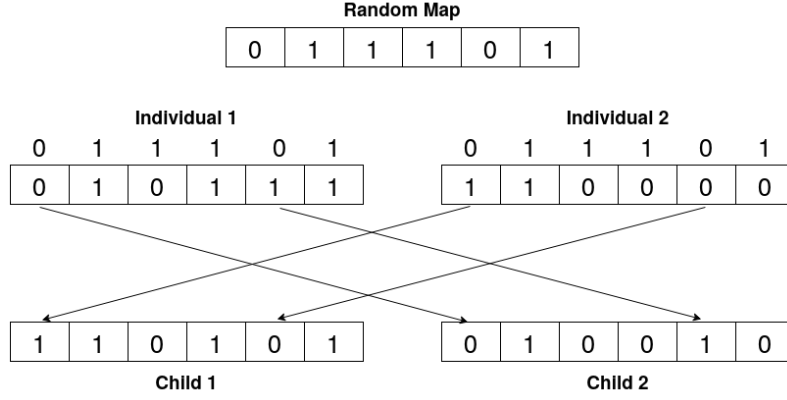 Random Map
0 1 1 1 0 1
Individual 1 Individual 2
0 1 1 1 0 1 0 1 1 1 0 1
0 1 0 1 1 1 1 1 0 0 0 0
1 1 0 1 0 1 0 1 0 0 1 0
Child 1 Child 2